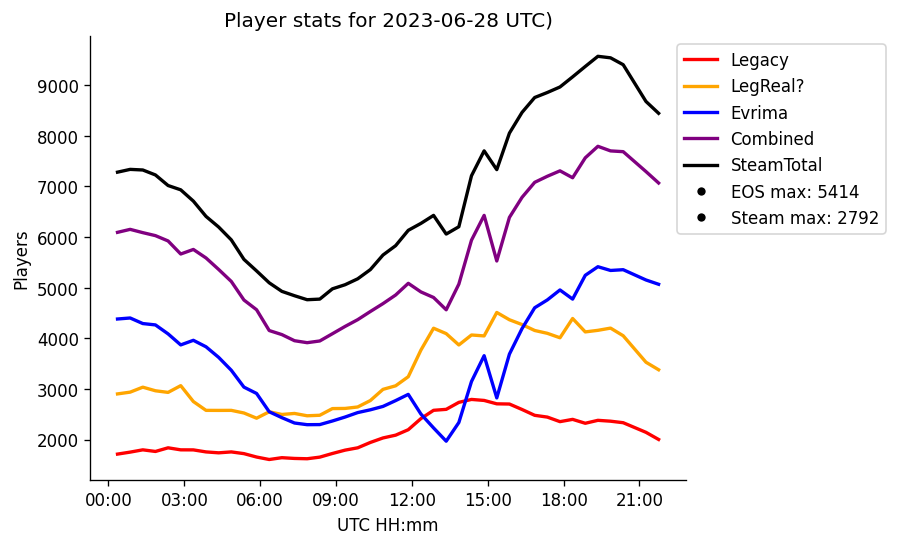 Player stats for 2023-06-28 UTC)
Legacy
LegReal?
Evrima
Combined
SteamTotal
EOS max: 5414
Steam max: 2792
Players
9000
8000
7000
6000
5000
4000
3000
2000
00:00 03:00 06:00 09:00 12:00 15:00 18:00 21:00
UTC HH:mm